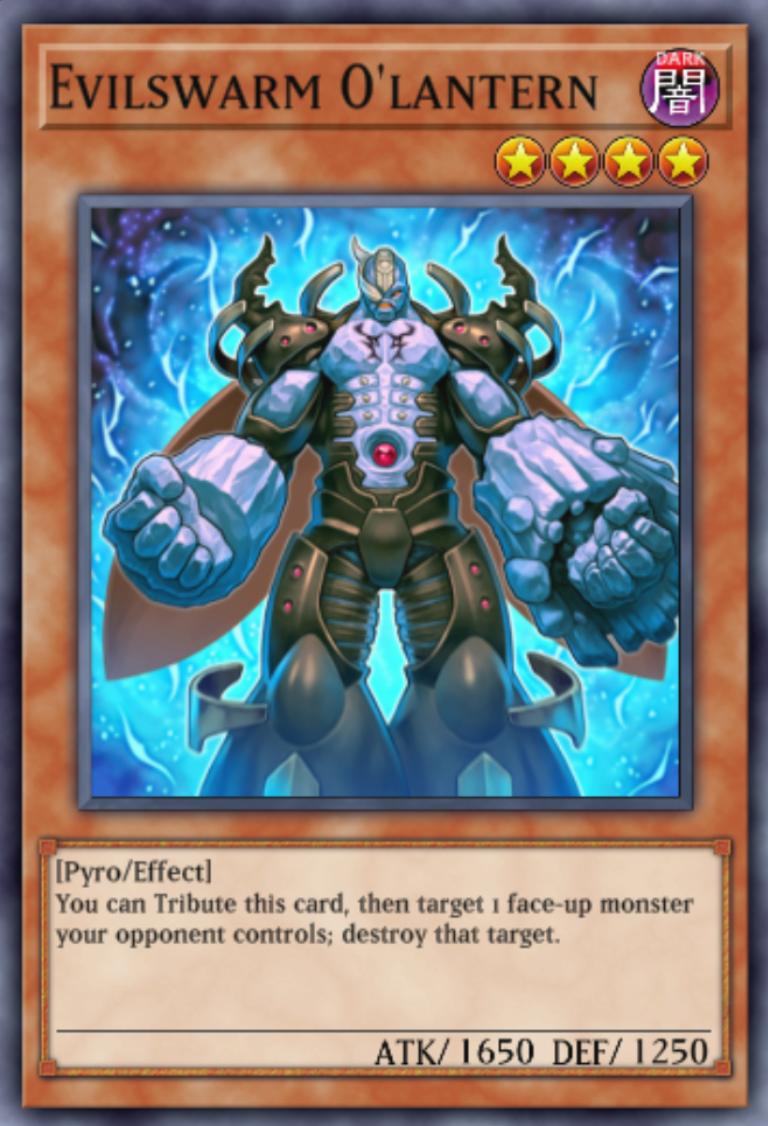 Evilswarm O'lantern
DARK
闇
[Pyro/Effect]
You can Tribute this card, then target 1 face-up monster
your opponent controls; destroy that target.
ATK/ 1650 DEF/ 1250